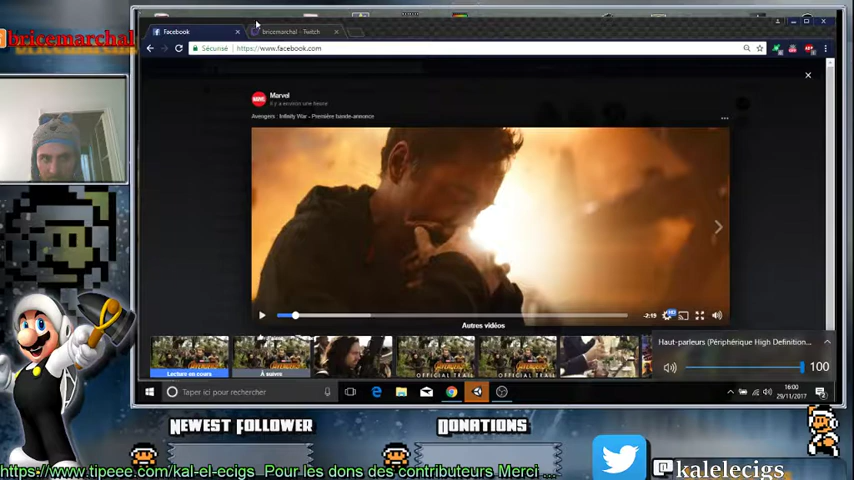 bricemarchal
Facebook
bricemarchal - Twitch
Sécurisé
https://www.facebook.com
MARVEL
Marvel
Il y a environ une heure
Avengers : Infinity War - Première bande-annonce
-2:19
HD
Autres vidéos
Lecture en cours
À suivre
Haut-parleurs (Périphérique High Definition...
100
Taper ici pour rechercher
16:00
29/11/2017
NEWEST FOLLOWER
DONATIONS
https://www.tipeee.com/kal-el-ecigs Pour les dons des contributeurs Merci ...
@kalelecigs